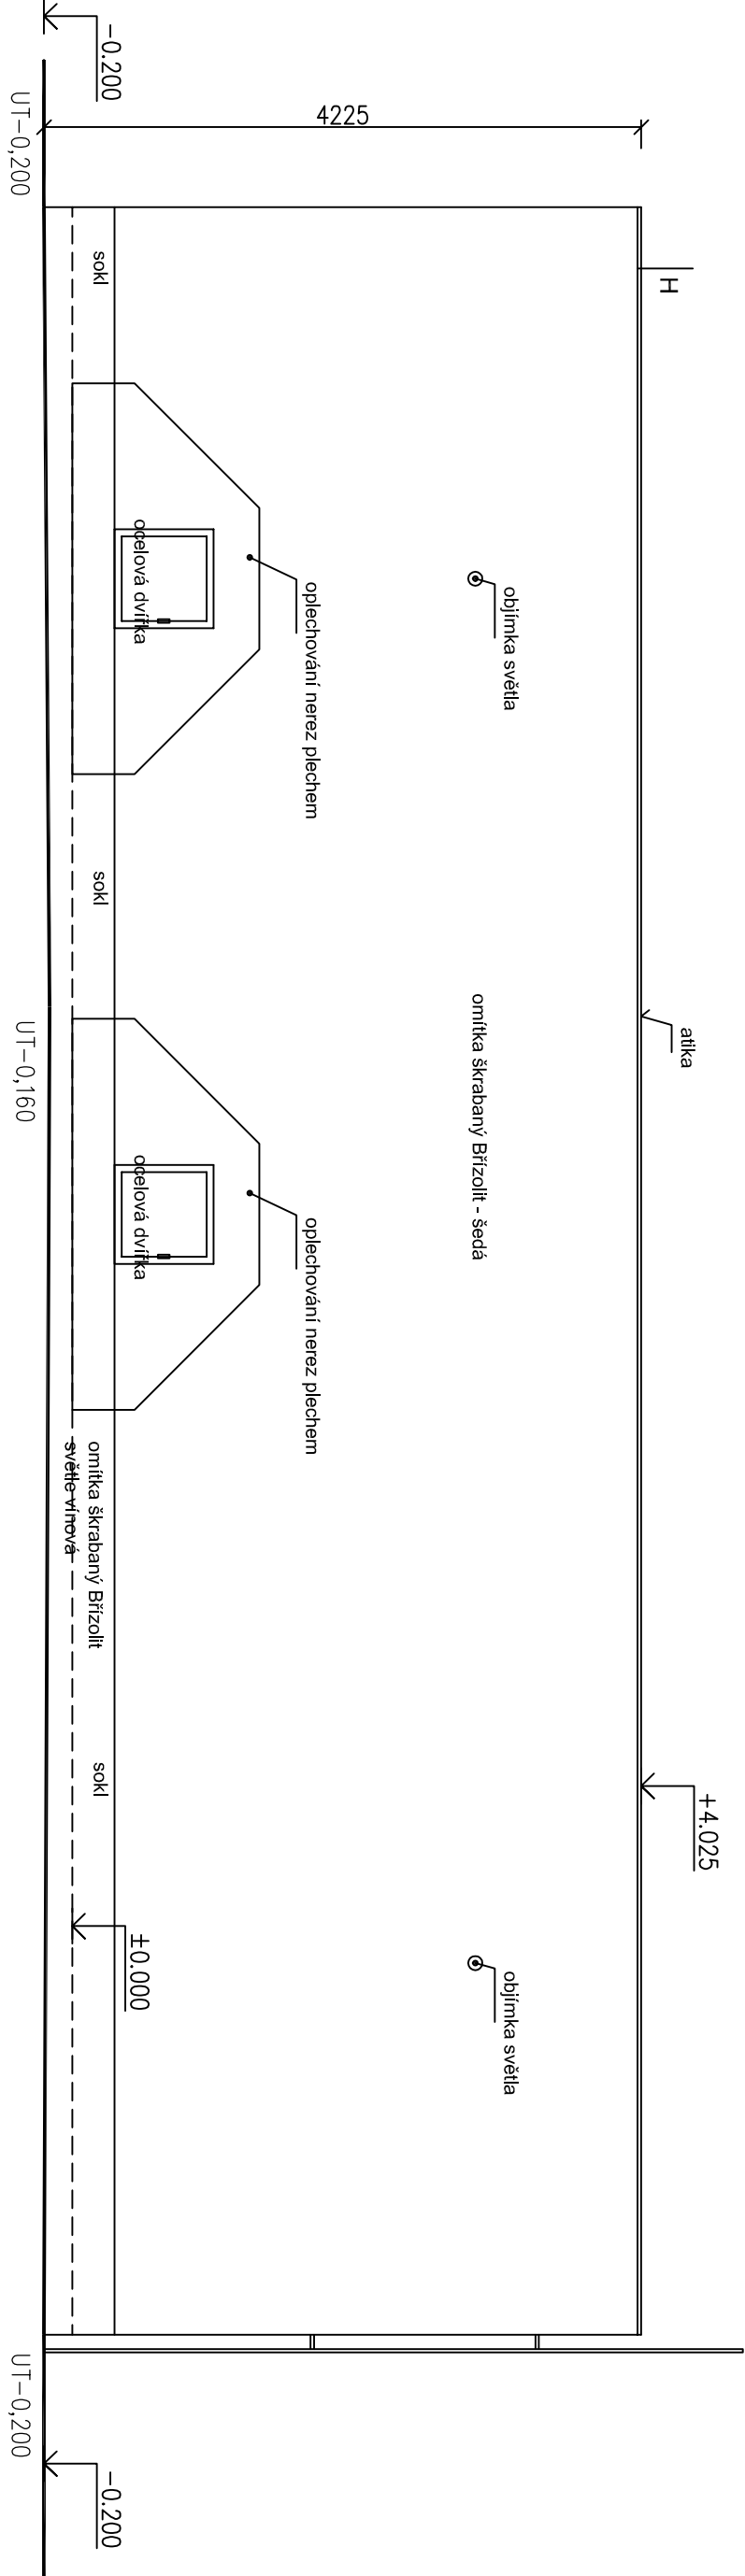 H
atika
+4.025
4225
objímka světla
objímka světla
omítka škrabaný Břízolit - šedá
oplechování nerez plechem
oplechování nerez plechem
ocelová dvířka
ocelová dvířka
±0.000
sokl
sokl
omítka škrabaný Břízolit
světle vínová
sokl
-0.200
-0.200
UT-0,200
UT-0,160
UT-0,200